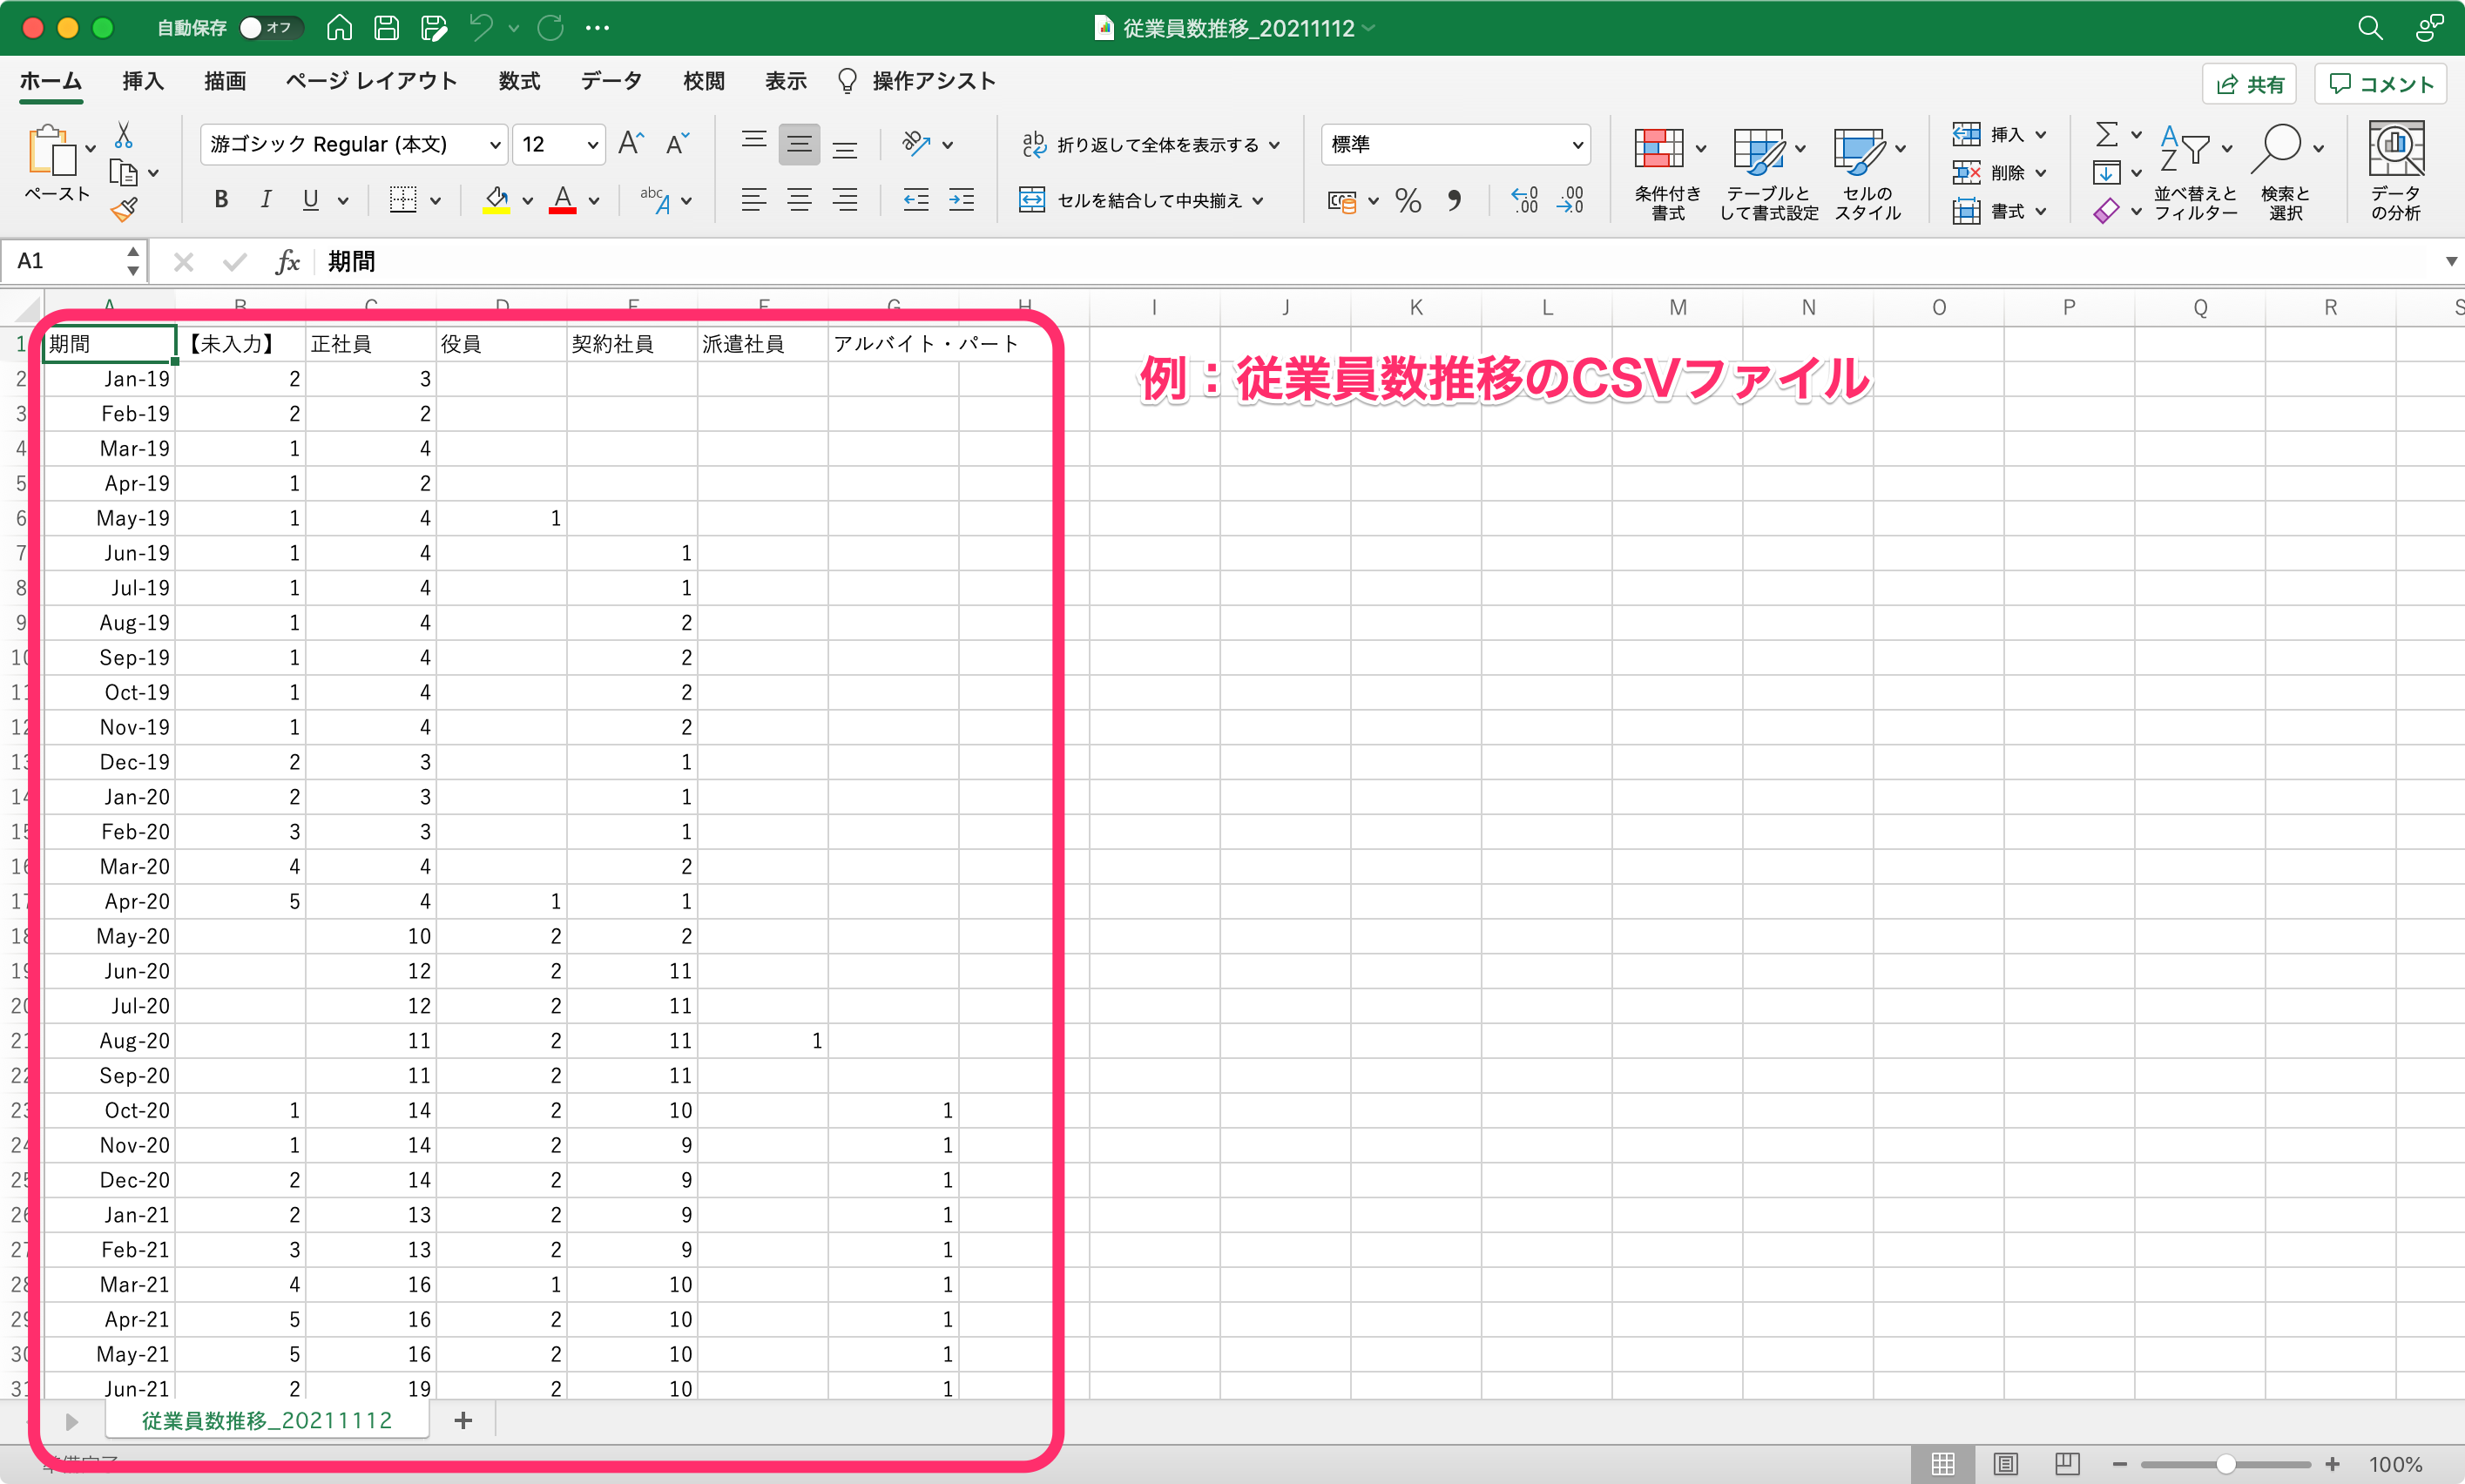 自動保存 オフ 従業員数推移_20211112
ホーム 挿入 描画 ページ レイアウト 数式 データ 校閲 表示 操作アシスト 共有 コメント
ペースト 游ゴシック Regular (本文) 12 折り返して全体を表示する 標準 条件付き書式 テーブルとして書式設定 セルのスタイル 挿入 削除 書式 並べ替えとフィルター 検索と選択 データの分析
B I U セルを結合して中央揃え
A1 fx 期間
A B C D E F G H I J K L M N O P Q R S
1 期間 【未入力】 正社員 役員 契約社員 派遣社員 アルバイト・パート
例：従業員数推移のCSVファイル
2 Jan-19 2 3
3 Feb-19 2 2
4 Mar-19 1 4
5 Apr-19 1 2
6 May-19 1 4 1
7 Jun-19 1 4 1
8 Jul-19 1 4 1
9 Aug-19 1 4 2
10 Sep-19 1 4 2
11 Oct-19 1 4 2
12 Nov-19 1 4 2
13 Dec-19 2 3 1
14 Jan-20 2 3 1
15 Feb-20 3 3 1
16 Mar-20 4 4 2
17 Apr-20 5 4 1 1
18 May-20 10 2 2
19 Jun-20 12 2 11
20 Jul-20 12 2 11
21 Aug-20 11 2 11 1
22 Sep-20 11 2 11
23 Oct-20 1 14 2 10 1
24 Nov-20 1 14 2 9 1
25 Dec-20 2 14 2 9 1
26 Jan-21 2 13 2 9 1
27 Feb-21 3 13 2 9 1
28 Mar-21 4 16 1 10 1
29 Apr-21 5 16 2 10 1
30 May-21 5 16 2 10 1
31 Jun-21 2 19 2 10 1
従業員数推移_20211112
100%